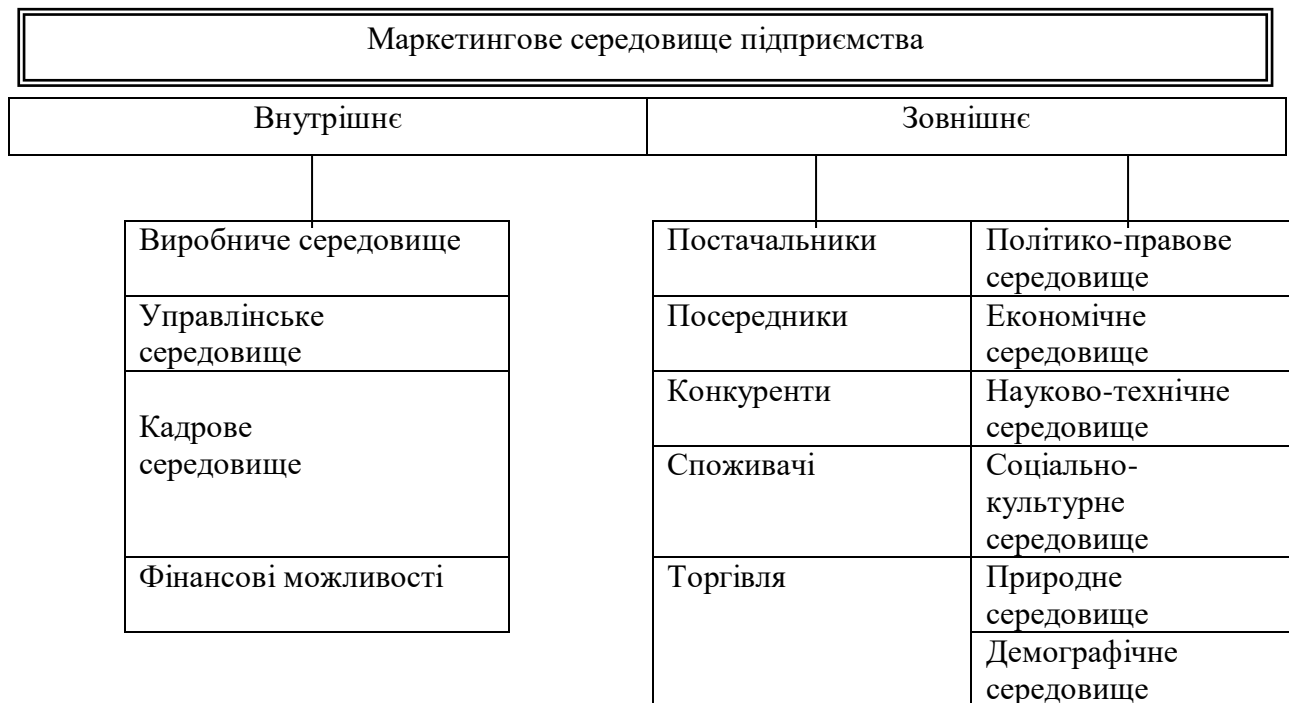 Маркетингове середовище підприємства
Внутрішнє
Зовнішнє
Виробниче середовище
Управлінське
середовище
Кадрове
середовище
Фінансові можливості
Постачальники
Посередники
Конкуренти
Споживачі
Торгівля
Політико-правове
середовище
Економічне
середовище
Науково-технічне
середовище
Соціально-
культурне
середовище
Природне
середовище
Демографічне
середовище